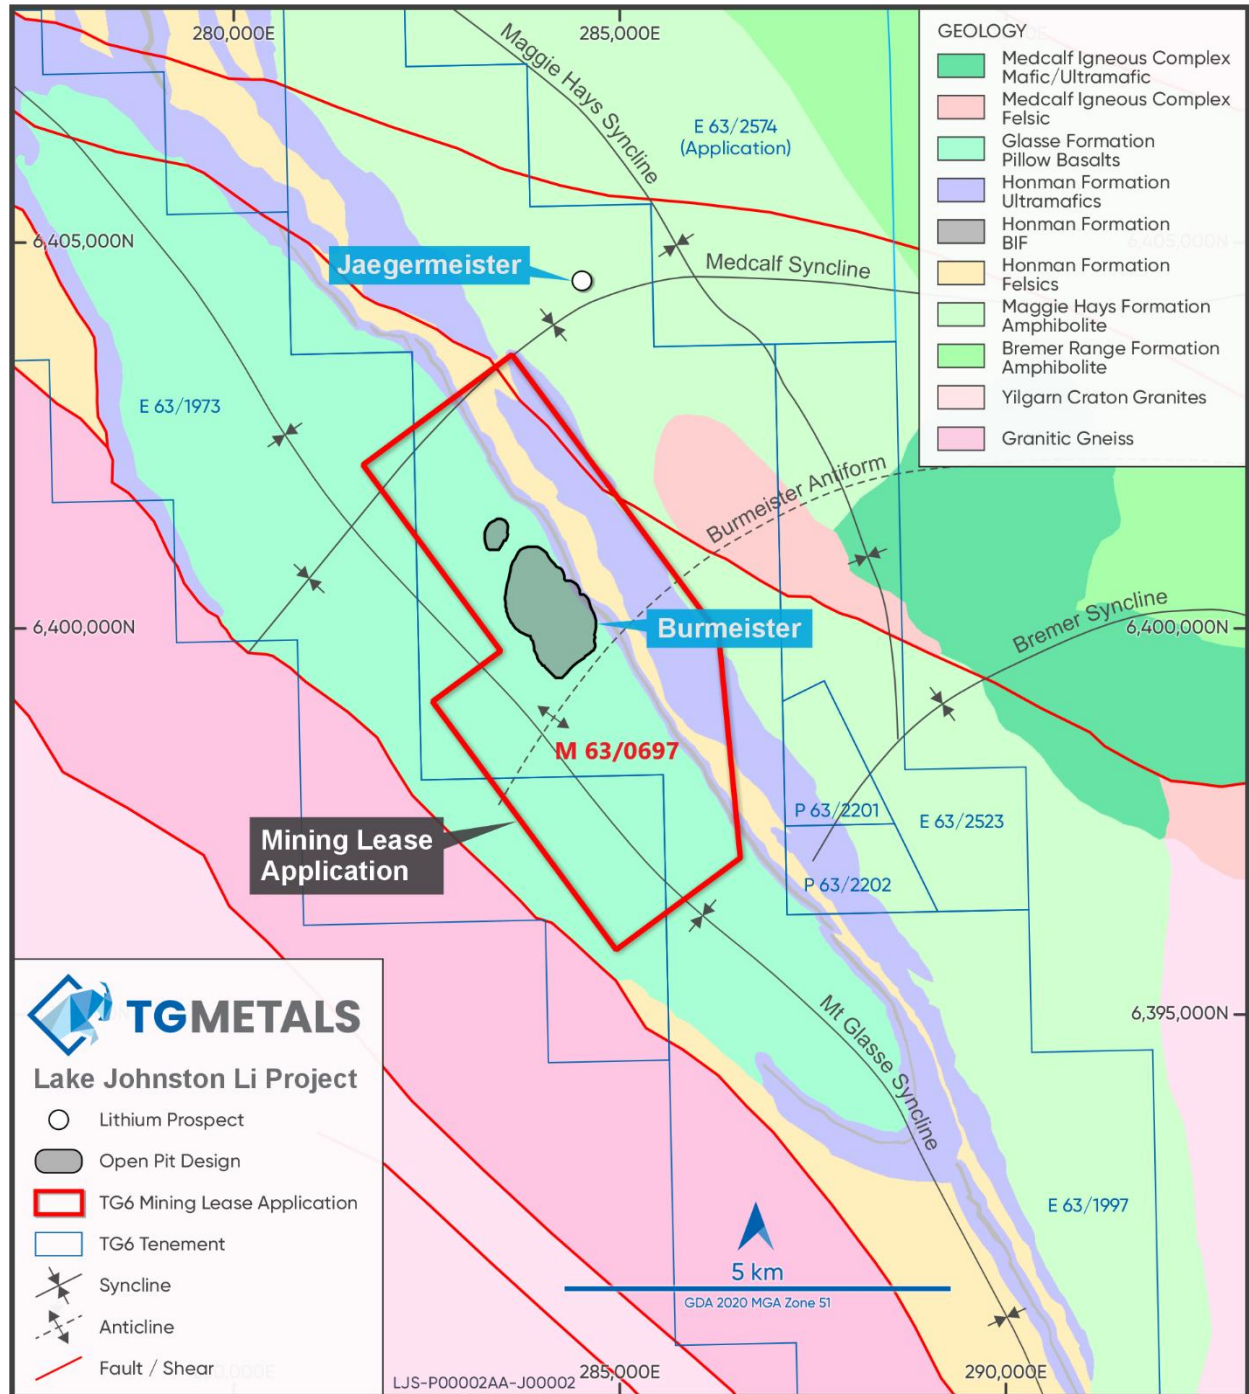 280,000E
285,000E
Maggie Hays Syncline
E 63/2574
(Application)
GEOLOGY
Medcalf Igneous Complex
Mafic/Ultramafic
Medcalf Igneous Complex
Felsic
Glasse Formation
Pillow Basalts
Honman Formation
Ultramafics
Honman Formation
BIF
Honman Formation
Felsics
Maggie Hays Formation
Amphibolite
Bremer Range Formation
Amphibolite
Yilgarn Craton Granites
Granitic Gneiss
6,405,000N
6,405,000N
Jaegermeister
Medcalf Syncline
E 63/1973
Burmeister Antiform
Bremer Syncline
6,400,000N
6,400,000N
Burmeister
M 63/0697
Mining Lease
Application
P 63/2201
E 63/2523
P 63/2202
6,395,000N
Mt Glasse Syncline
E 63/1997
TGMETALS
Lake Johnston Li Project
Lithium Prospect
Open Pit Design
TG6 Mining Lease Application
TG6 Tenement
Syncline
Anticline
Fault / Shear
5 km
GDA 2020 MGA Zone 51
LJS-P00002AA-J00002
285,000E
290,000E